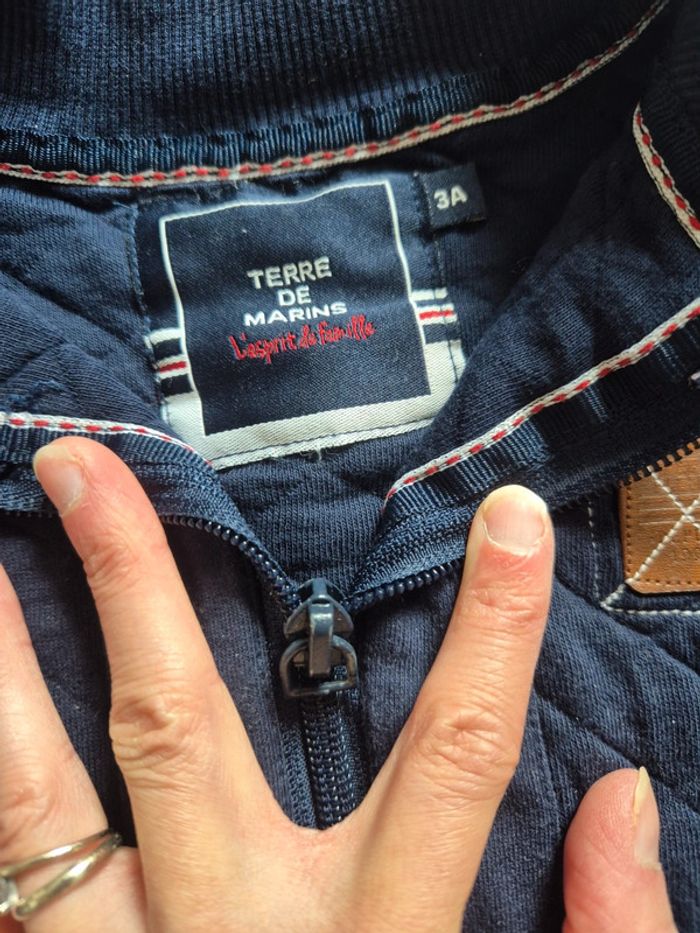 3A
TERRE
DE
MARINS
L'esprit de famille